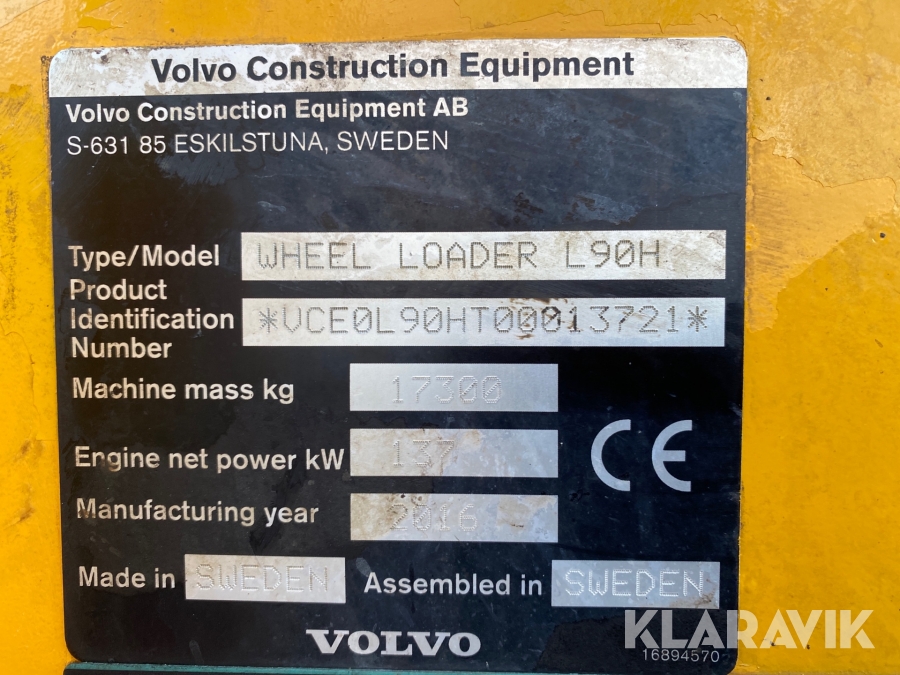 Volvo Construction Equipment
Volvo Construction Equipment AB
S-631 85 ESKILSTUNA, SWEDEN
Type/Model WHEEL LOADER L90H
Product
Identification *VCE0L90HT00013721*
Number
Machine mass kg 17300
Engine net power kW 137
CE
Manufacturing year 2016
Made in SWEDEN Assembled in SWEDEN
VOLVO
KLARAVIK
16894570